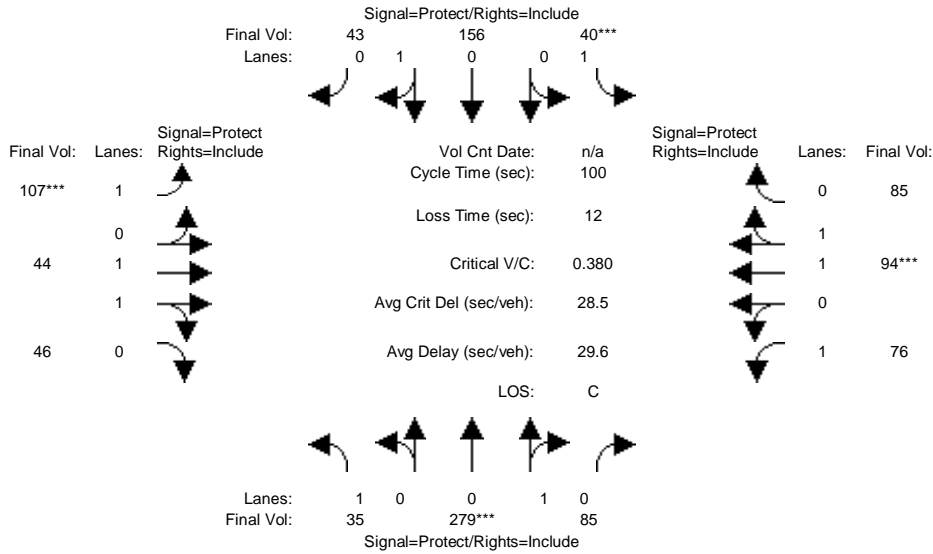 Signal=Protect/Rights=Include
Final Vol: 43 156 40***
Lanes: 0 1 0 0 1
Signal=Protect
Final Vol: Lanes: Rights=Include
Vol Cnt Date: n/a
Signal=Protect
Rights=Include Lanes: Final Vol:
Cycle Time (sec): 100
107*** 1
0 85
Loss Time (sec): 12
0
1
44 1
Critical V/C: 0.380
1 94***
1
Avg Crit Del (sec/veh): 28.5
0
46 0
Avg Delay (sec/veh): 29.6
1 76
LOS: C
Lanes: 1 0 0 1 0
Final Vol: 35 279*** 85
Signal=Protect/Rights=Include